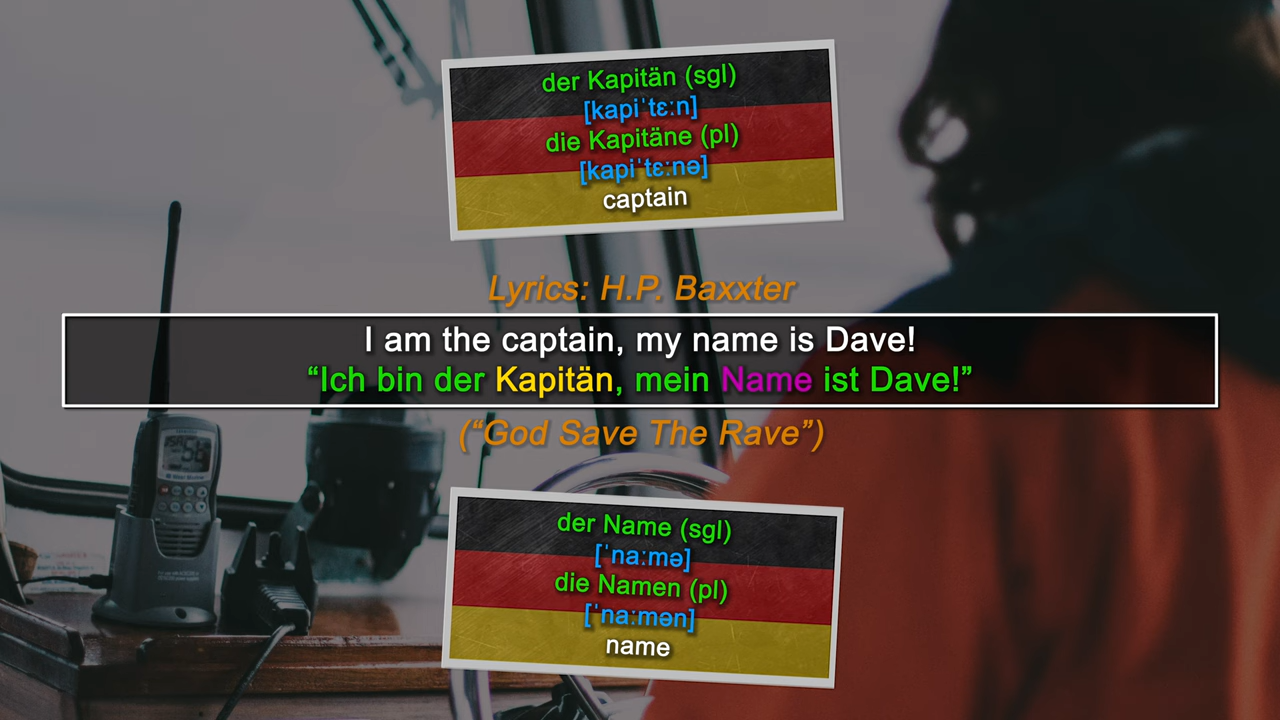 der Kapitän (sgl)
[kapiˈtɛːn]
die Kapitäne (pl)
[kapiˈtɛːnə]
captain
Lyrics: H.P. Baxxter
I am the captain, my name is Dave!
“Ich bin der Kapitän, mein Name ist Dave!”
(“God Save The Rave”)
der Name (sgl)
[ˈnaːmə]
die Namen (pl)
[ˈnaːmən]
name